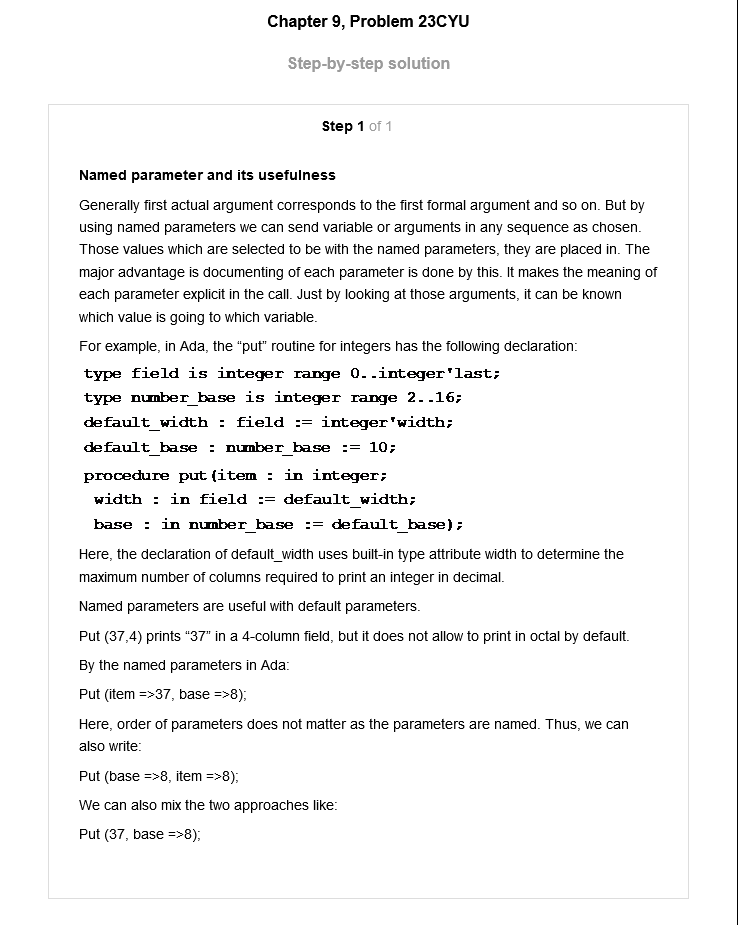 Chapter 9, Problem 23CYU
Step-by-step solution
Step 1 of 1
Named parameter and its usefulness
Generally first actual argument corresponds to the first formal argument and so on. But by
using named parameters we can send variable or arguments in any sequence as chosen.
Those values which are selected to be with the named parameters, they are placed in. The
major advantage is documenting of each parameter is done by this. It makes the meaning of
each parameter explicit in the call. Just by looking at those arguments, it can be known
which value is going to which variable.
For example, in Ada, the “put” routine for integers has the following declaration:
type field is integer range 0..integer'last;
type number_base is integer range 2..16;
default_width : field := integer'width;
default_base : number_base := 10;
procedure put(item : in integer;
width : in field := default_width;
base : in number_base := default_base);
Here, the declaration of default_width uses built-in type attribute width to determine the
maximum number of columns required to print an integer in decimal.
Named parameters are useful with default parameters.
Put (37,4) prints “37” in a 4-column field, but it does not allow to print in octal by default.
By the named parameters in Ada:
Put (item =>37, base =>8);
Here, order of parameters does not matter as the parameters are named. Thus, we can
also write:
Put (base =>8, item =>8);
We can also mix the two approaches like:
Put (37, base =>8);